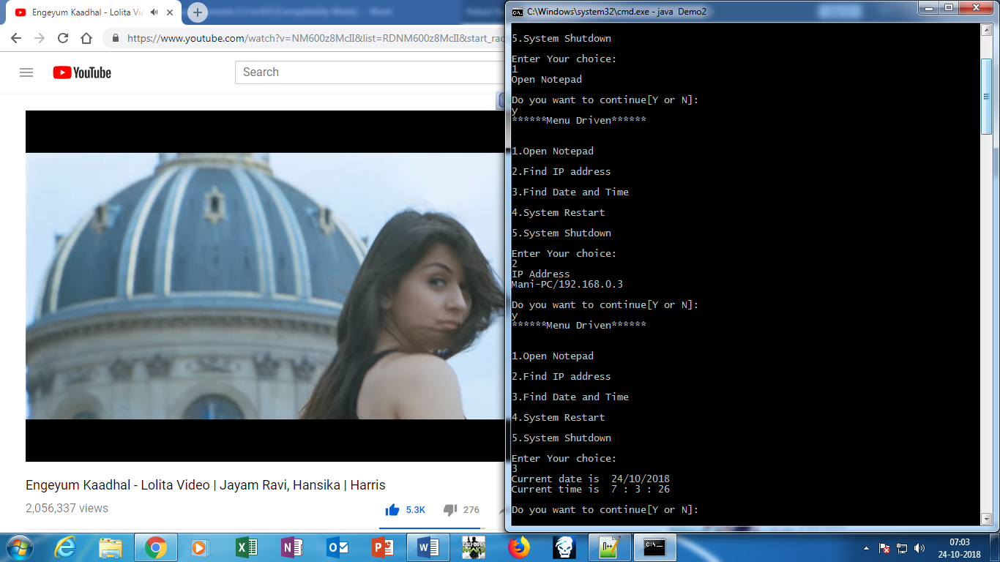 Engeyum Kaadhal - Lolita Vi
https://www.youtube.com/watch?v=NM600z8McII&list=RDNM600z8McII&start_rac
YouTube
Search
Engeyum Kaadhal - Lolita Video | Jayam Ravi, Hansika | Harris
2,056,337 views
5.3K
276
C:\Windows\system32\cmd.exe - java  Demo2
5.System Shutdown
Enter Your choice:
1
Open Notepad
Do you want to continue[Y or N]:
y
******Menu Driven******
1.Open Notepad
2.Find IP address
3.Find Date and Time
4.System Restart
5.System Shutdown
Enter Your choice:
2
IP Address
Mani-PC/192.168.0.3
Do you want to continue[Y or N]:
y
******Menu Driven******
1.Open Notepad
2.Find IP address
3.Find Date and Time
4.System Restart
5.System Shutdown
Enter Your choice:
3
Current date is  24/10/2018
Current time is  7 : 3 : 26
Do you want to continue[Y or N]:
07:03
24-10-2018